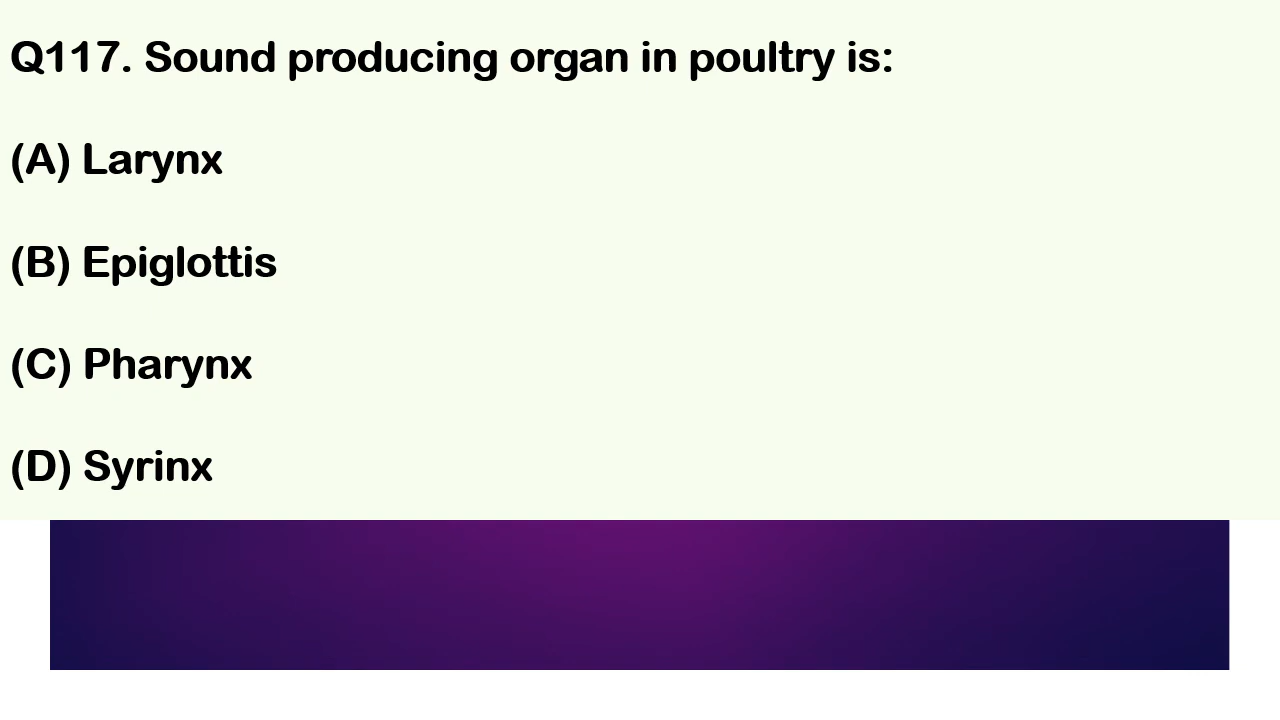 Q117. Sound producing organ in poultry is:
(A) Larynx
(B) Epiglottis
(C) Pharynx
(D) Syrinx